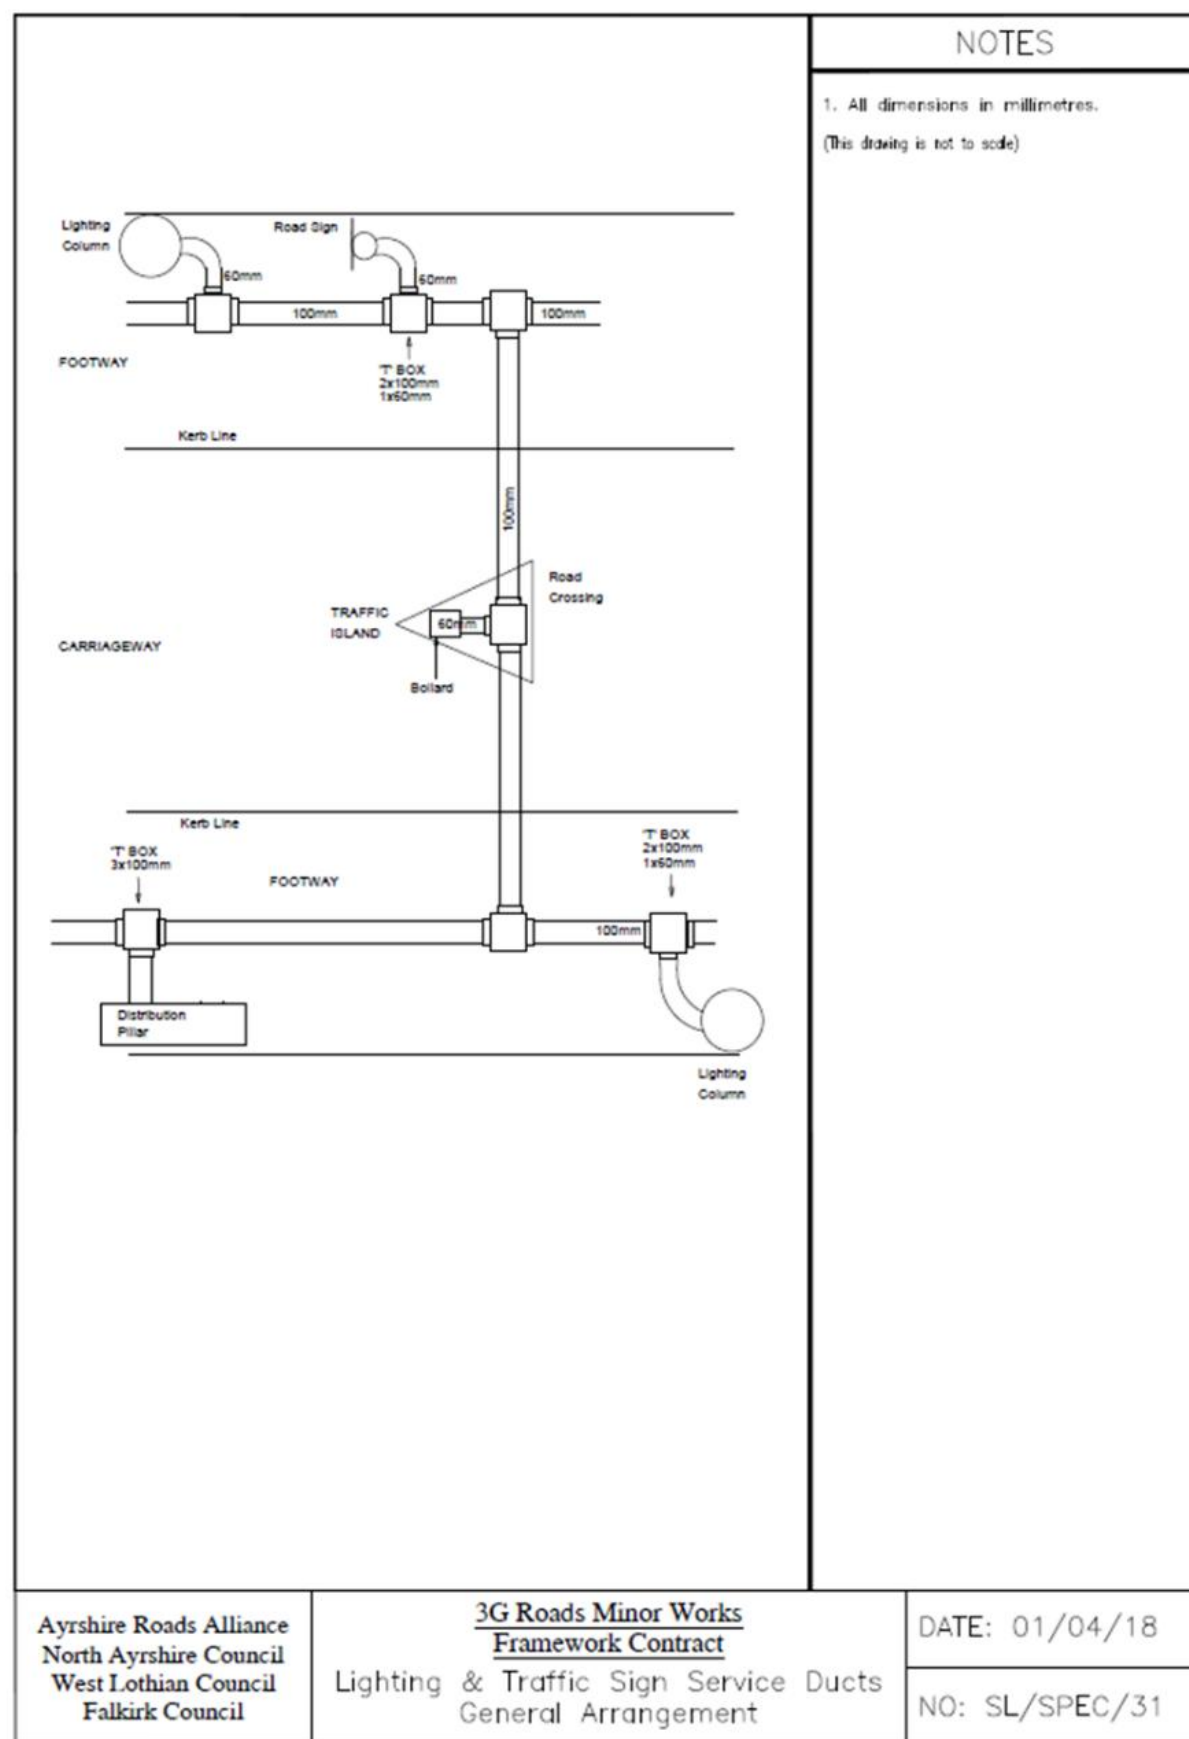 NOTES
1. All dimensions in millimetres.
(This drawing is not to scale)
Lighting
Column
Road Sign
60mm
60mm
100mm
100mm
FOOTWAY
'T' BOX
2x100mm
1x60mm
Kerb Line
100mm
Road
Crossing
TRAFFIC
ISLAND
60mm
CARRIAGEWAY
Bollard
Kerb Line
'T' BOX
3x100mm
'T' BOX
2x100mm
1x60mm
FOOTWAY
100mm
Distribution
Pillar
Lighting
Column
Ayrshire Roads Alliance
North Ayrshire Council
West Lothian Council
Falkirk Council
3G Roads Minor Works
Framework Contract
Lighting & Traffic Sign Service Ducts
General Arrangement
DATE: 01/04/18
NO: SL/SPEC/31